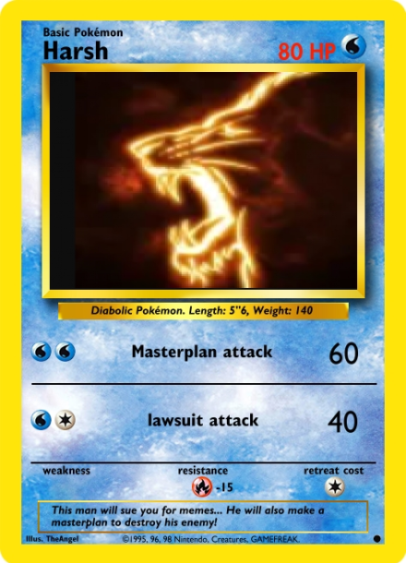 Basic Pokémon
Harsh
80 HP
Diabolic Pokémon. Length: 5"6, Weight: 140
Masterplan attack 60
lawsuit attack 40
weakness resistance retreat cost
-15
This man will sue you for memes... He will also make a
masterplan to destroy his enemy!
Illus. TheAngel ©1995, 96, 98 Nintendo, Creatures, GAMEFREAK.